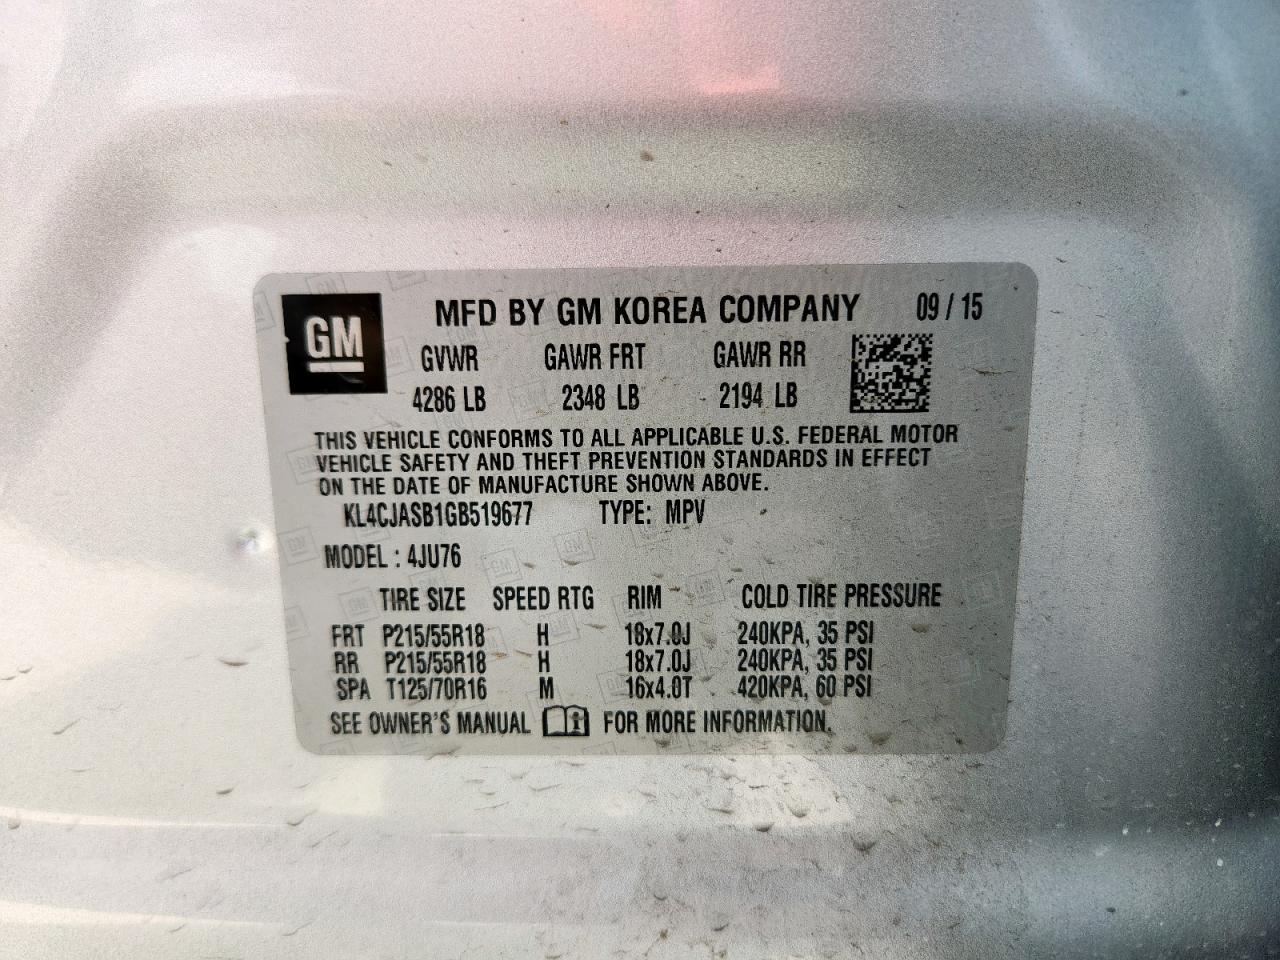 GM
MFD BY GM KOREA COMPANY 09 / 15
GVWR GAWR FRT GAWR RR
4286 LB 2348 LB 2194 LB
THIS VEHICLE CONFORMS TO ALL APPLICABLE U.S. FEDERAL MOTOR
VEHICLE SAFETY AND THEFT PREVENTION STANDARDS IN EFFECT
ON THE DATE OF MANUFACTURE SHOWN ABOVE.
KL4CJASB1GB519677 TYPE: MPV
MODEL : 4JU76
TIRE SIZE SPEED RTG RIM COLD TIRE PRESSURE
FRT P215/55R18 H 18x7.0J 240KPA, 35 PSI
RR P215/55R18 H 18x7.0J 240KPA, 35 PSI
SPA T125/70R16 M 16x4.0T 420KPA, 60 PSI
SEE OWNER'S MANUAL FOR MORE INFORMATION.